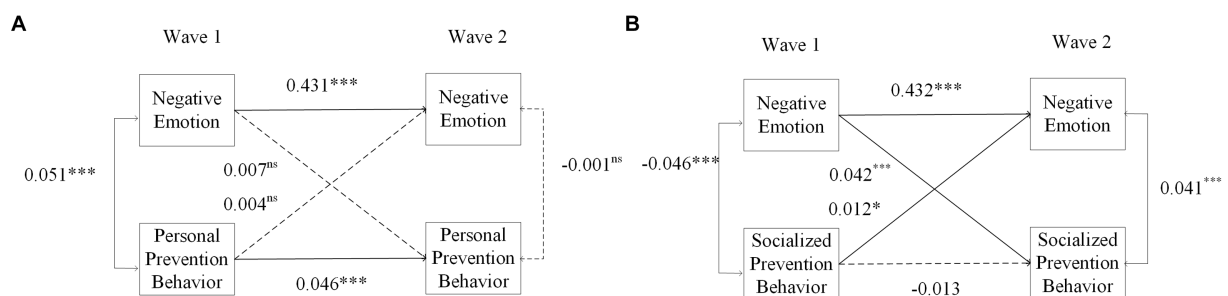 A
Wave 1
Wave 2
Negative
Emotion
0.431***
Negative
Emotion
0.051***
0.007ns
0.004ns
-0.001ns
Personal
Prevention
Behavior
0.046***
Personal
Prevention
Behavior
B
Wave 1
Wave 2
Negative
Emotion
0.432***
Negative
Emotion
-0.046***
0.042***
0.012*
0.041***
Socialized
Prevention
Behavior
-0.013
Socialized
Prevention
Behavior